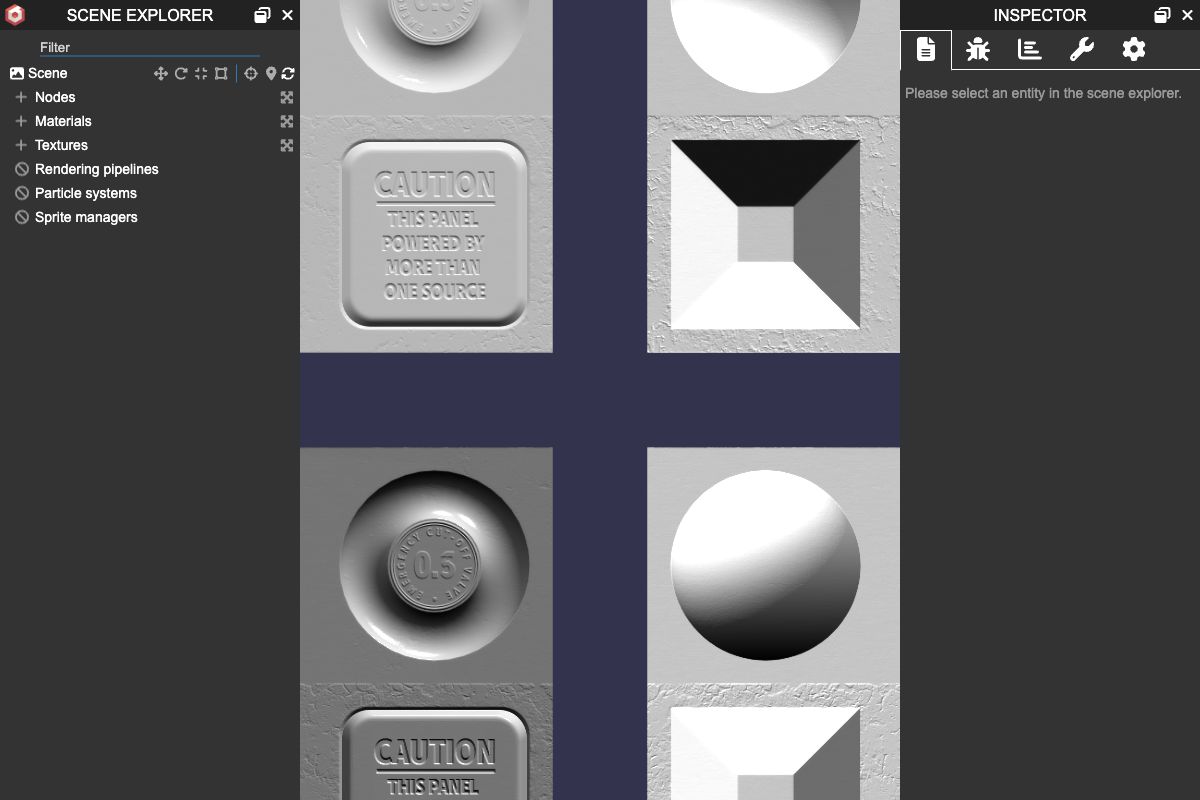 SCENE EXPLORER
INSPECTOR
Filter
Scene
Nodes
Materials
Textures
Rendering pipelines
Particle systems
Sprite managers
Please select an entity in the scene explorer.
0.5
CAUTION
THIS PANEL
POWERED BY
MORE THAN
ONE SOURCE
EMERGENCY CUT-OFF VALVE
0.5
CAUTION
THIS PANEL